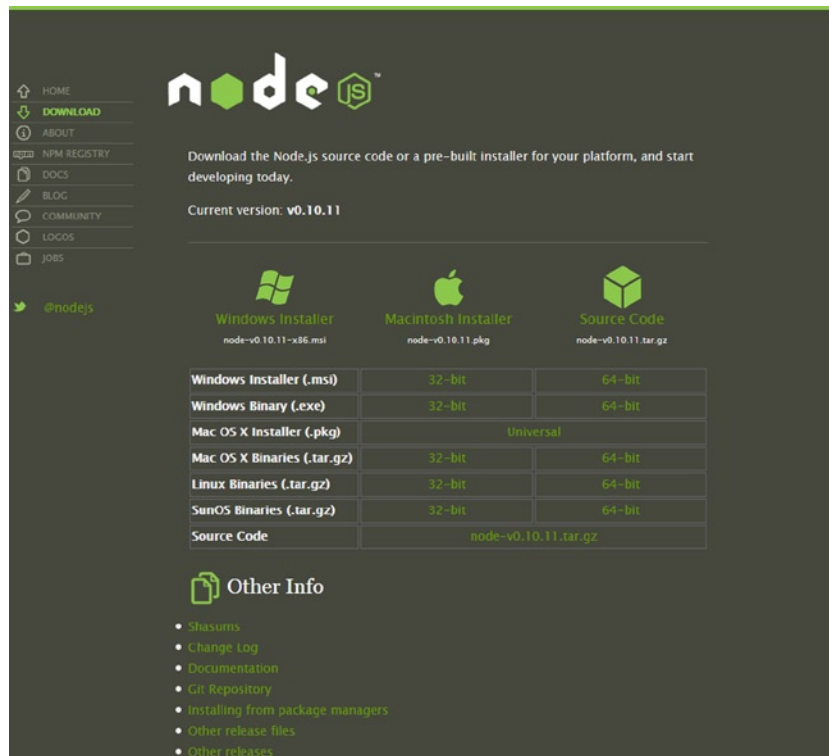 node JS™
HOME
DOWNLOAD
ABOUT
NPM REGISTRY
DOCS
BLOG
COMMUNITY
LOGOS
JOBS
@nodejs
Download the Node.js source code or a pre-built installer for your platform, and start
developing today.
Current version: v0.10.11
Windows Installer
node-v0.10.11-x86.msi
Macintosh Installer
node-v0.10.11.pkg
Source Code
node-v0.10.11.tar.gz
Windows Installer (.msi) 32-bit 64-bit
Windows Binary (.exe) 32-bit 64-bit
Mac OS X Installer (.pkg) Universal
Mac OS X Binaries (.tar.gz) 32-bit 64-bit
Linux Binaries (.tar.gz) 32-bit 64-bit
SunOS Binaries (.tar.gz) 32-bit 64-bit
Source Code node-v0.10.11.tar.gz
Other Info
Shasums
Change Log
Documentation
Git Repository
Installing from package managers
Other release files
Other releases